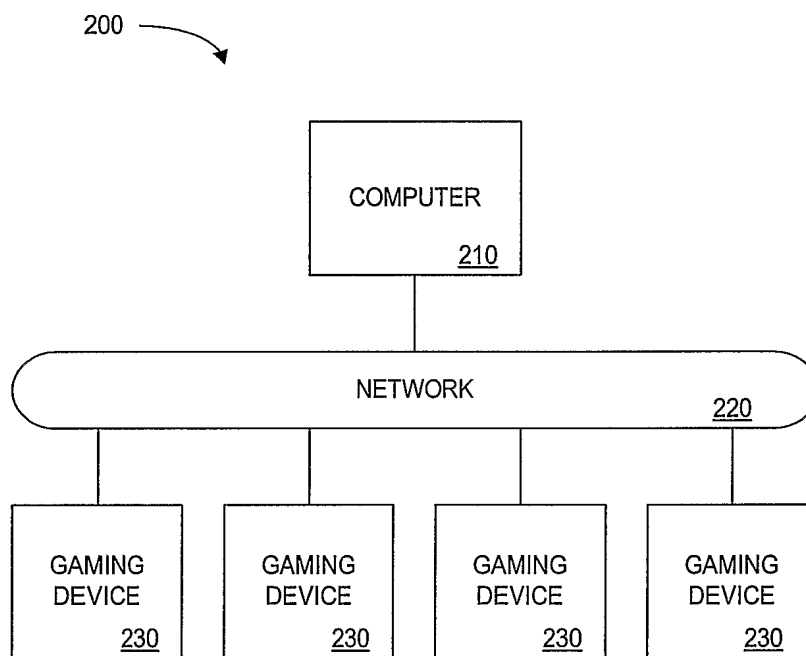 200
COMPUTER
210
NETWORK
220
GAMING
DEVICE
230
GAMING
DEVICE
230
GAMING
DEVICE
230
GAMING
DEVICE
230